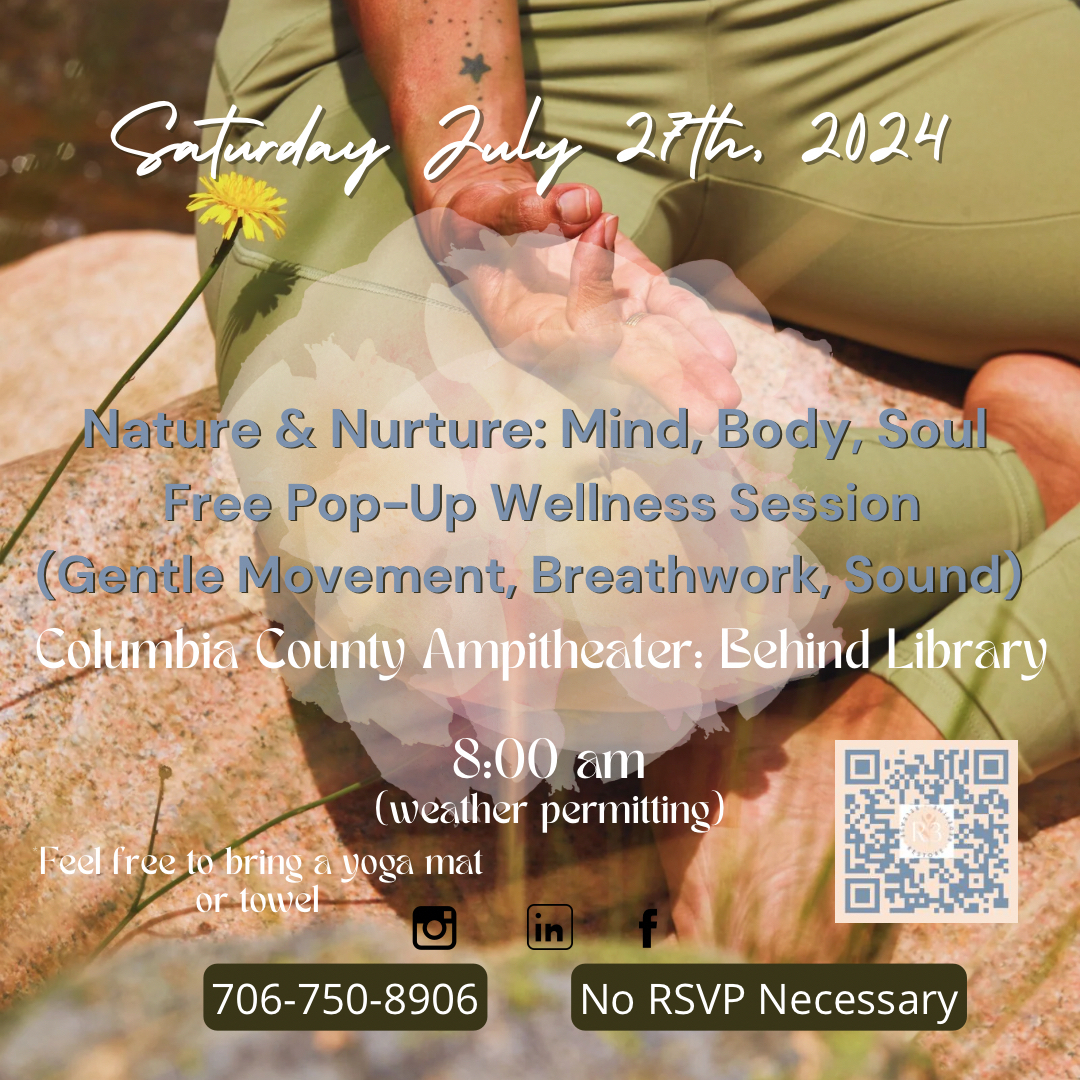 Saturday July 27th, 2024
Nature & Nurture: Mind, Body, Soul
Free Pop-Up Wellness Session
(Gentle Movement, Breathwork, Sound)
Columbia County Ampitheater: Behind Library
8:00 am
(weather permitting)
Feel free to bring a yoga mat
or towel
R3
in
f
706-750-8906
No RSVP Necessary